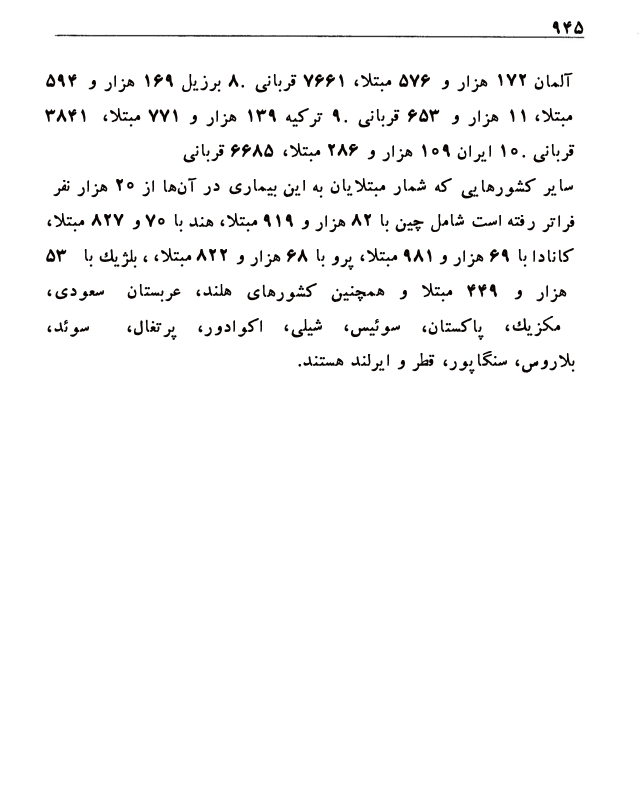 ۹۴۵
آلمان ۱۷۲ هزار و ۵۷۶ مبتلا، ۷۶۶۱ قربانی .۸ برزیل ۱۶۹ هزار و ۵۹۴
مبتلا، ۱۱ هزار و ۶۵۳ قربانی .۹ ترکیه ۱۳۹ هزار و ۷۷۱ مبتلا، ۳۸۴۱
قربانی .۱۰ ایران ۱۰۹ هزار و ۲۸۶ مبتلا، ۶۶۸۵ قربانی
سایر کشورهایی که شمار مبتلایان به این بیماری در آن‌ها از ۲۰ هزار نفر
فراتر رفته است شامل چین با ۸۲ هزار و ۹۱۹ مبتلا، هند با ۷۰ و ۸۲۷ مبتلا،
کانادا با ۶۹ هزار و ۹۸۱ مبتلا، پرو با ۶۸ هزار و ۸۲۲ مبتلا، ، بلژیك با ۵۳
هزار و ۴۴۹ مبتلا و همچنین کشورهای هلند، عربستان سعودی،
مکزیك، پاکستان، سوئیس، شیلی، اکوادور، پرتغال، سوئد،
بلاروس، سنگاپور، قطر و ایرلند هستند.